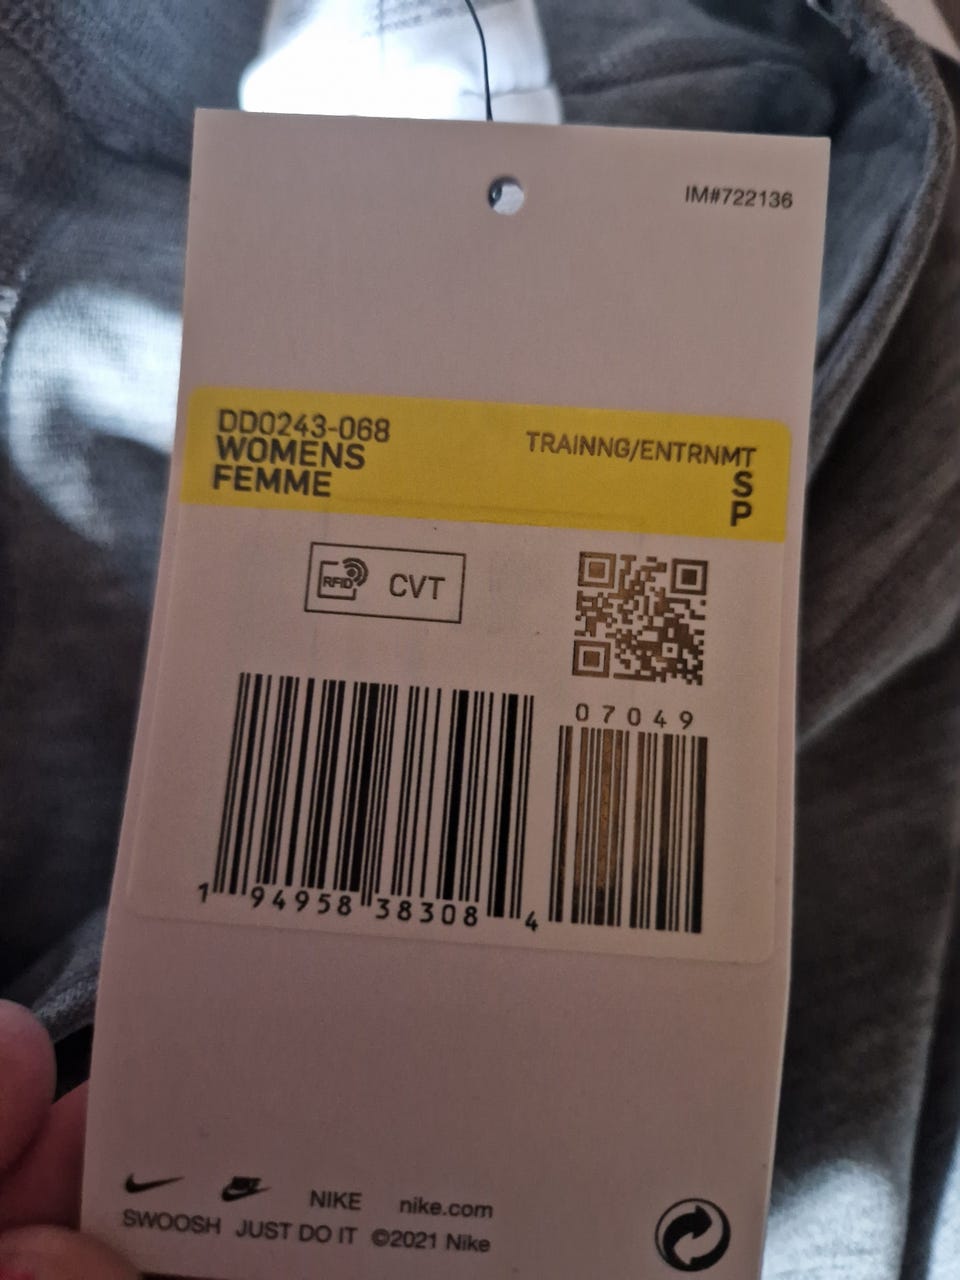 IM#722136
DD0243-068
WOMENS
FEMME
TRAINNG/ENTRNMT
S
P
RFID CVT
07049
1 94958 38308 4
NIKE nike.com
SWOOSH JUST DO IT ©2021 Nike